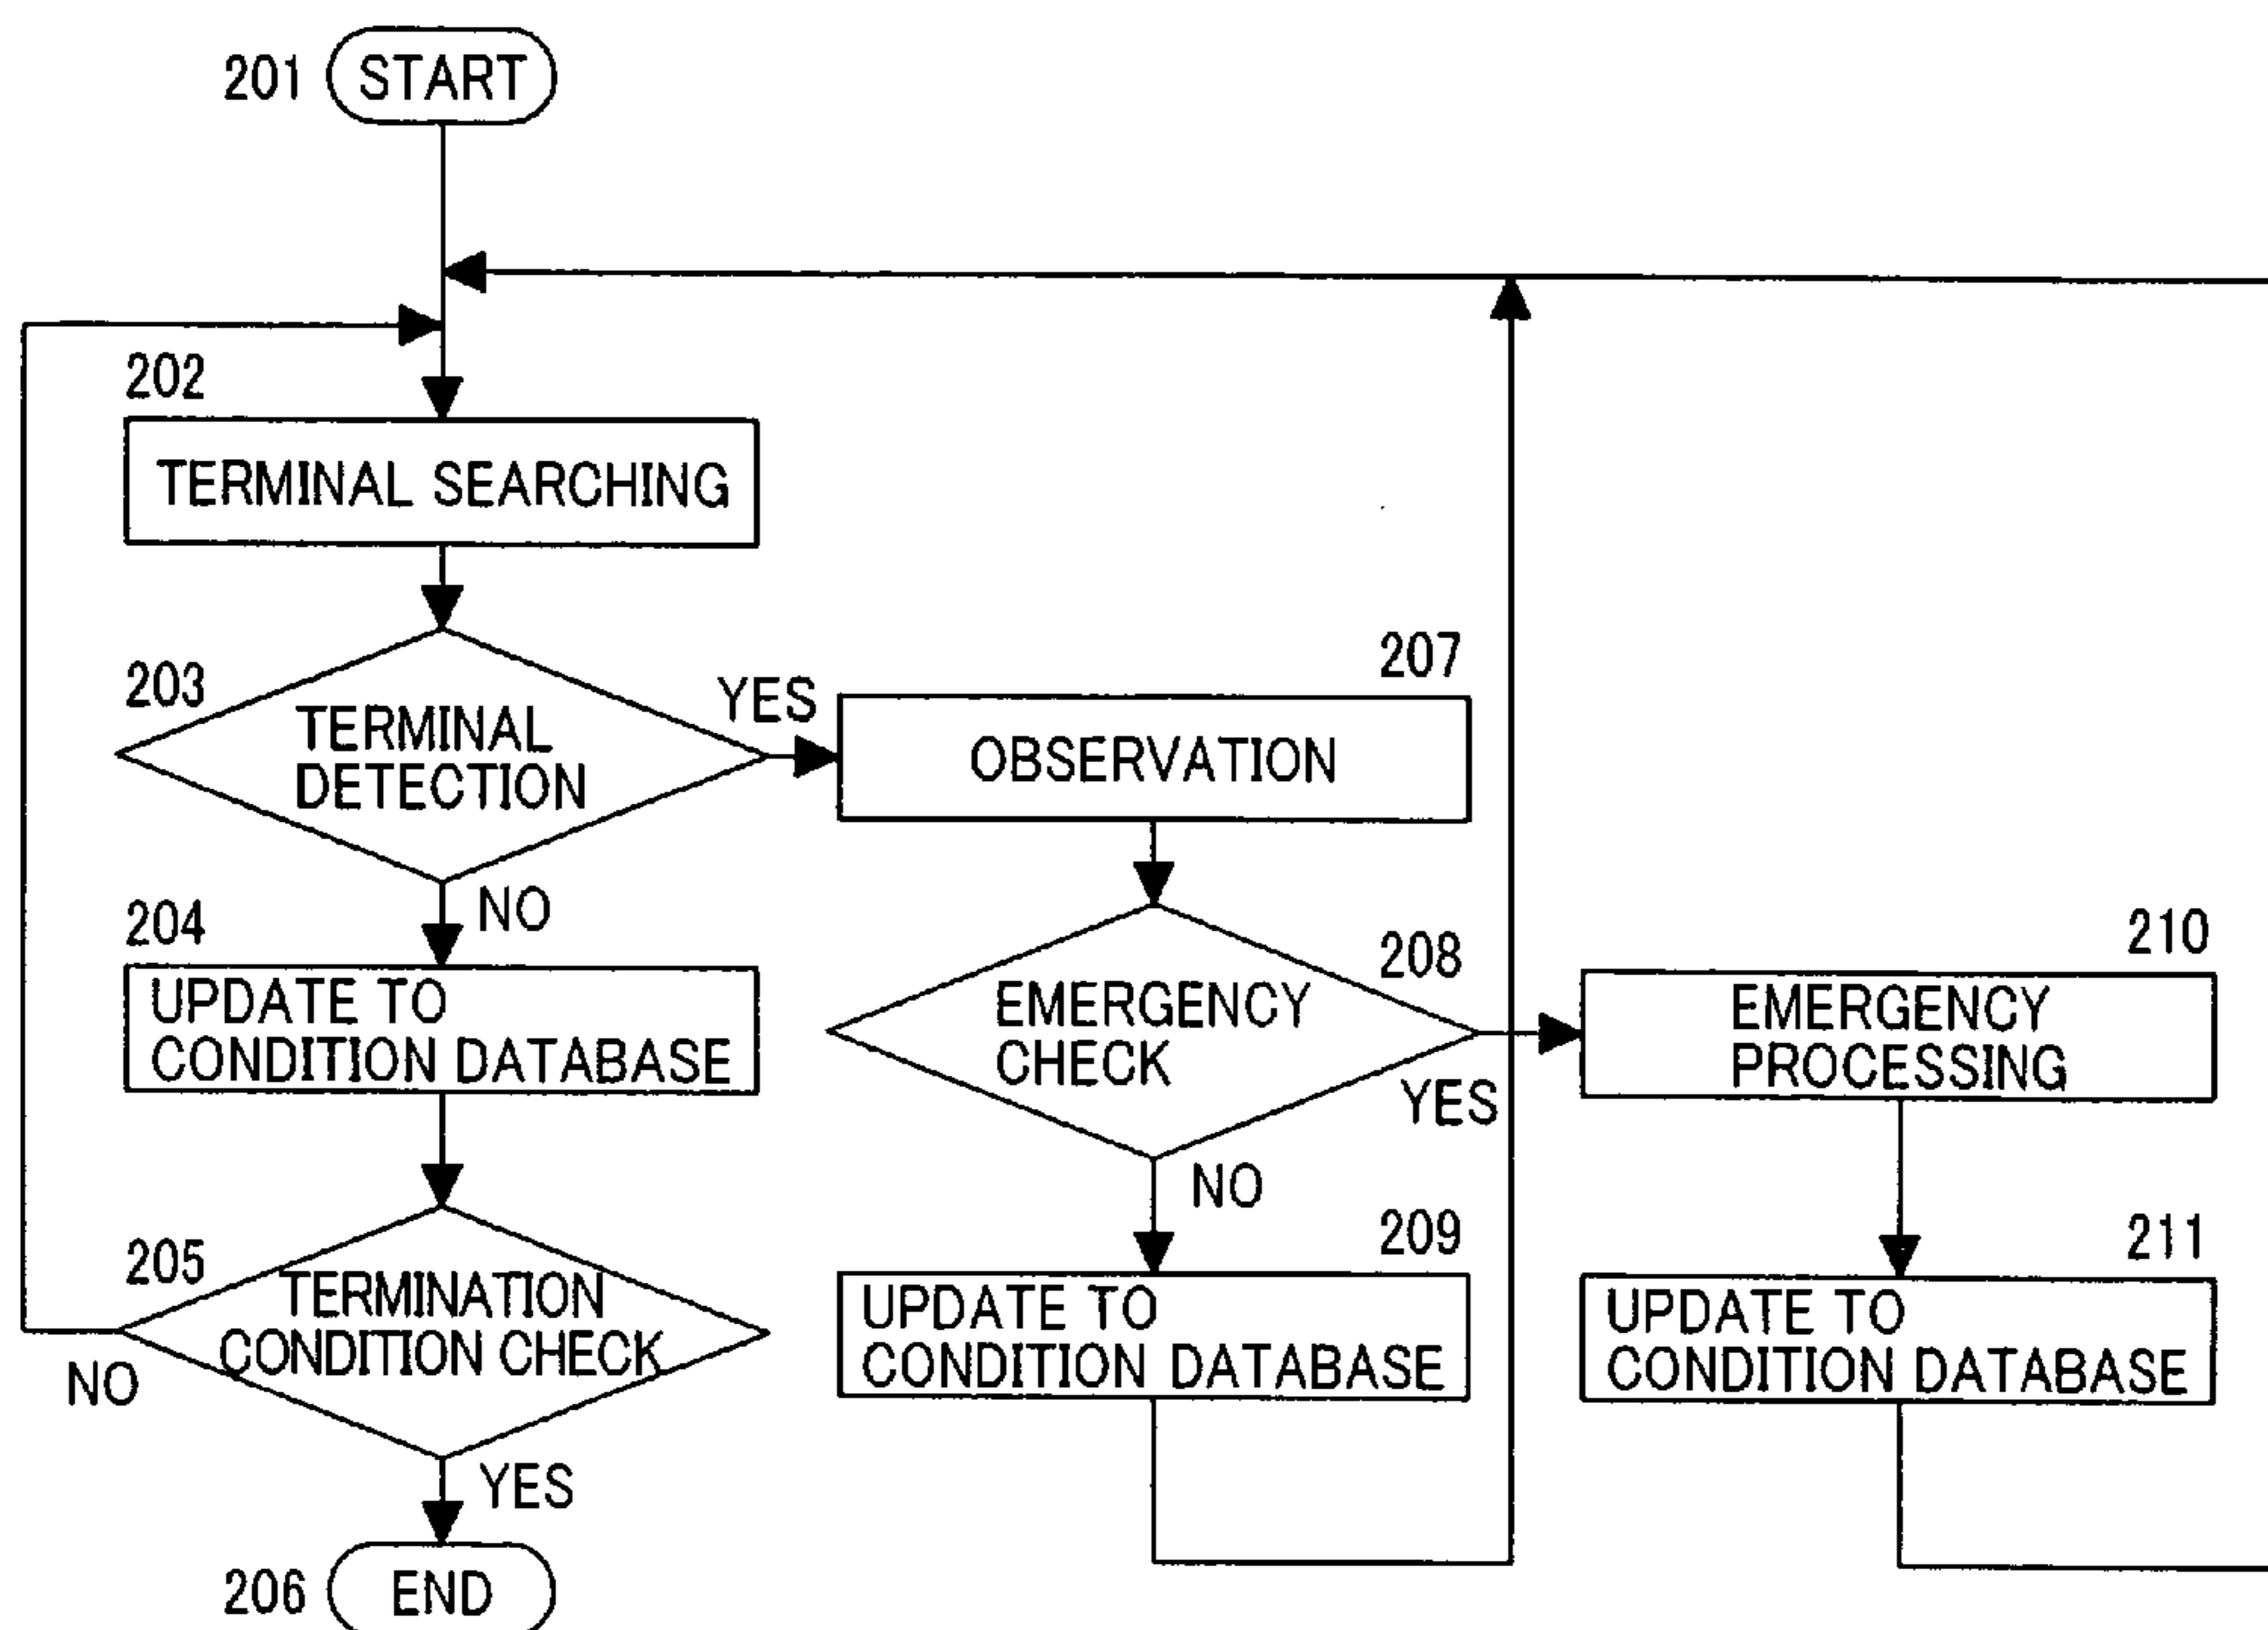 201
START
202
TERMINAL SEARCHING
203
TERMINAL
DETECTION
YES
NO
204
UPDATE TO
CONDITION DATABASE
205
TERMINATION
CONDITION CHECK
NO
YES
206
END
207
OBSERVATION
208
EMERGENCY
CHECK
YES
NO
209
UPDATE TO
CONDITION DATABASE
210
EMERGENCY
PROCESSING
211
UPDATE TO
CONDITION DATABASE